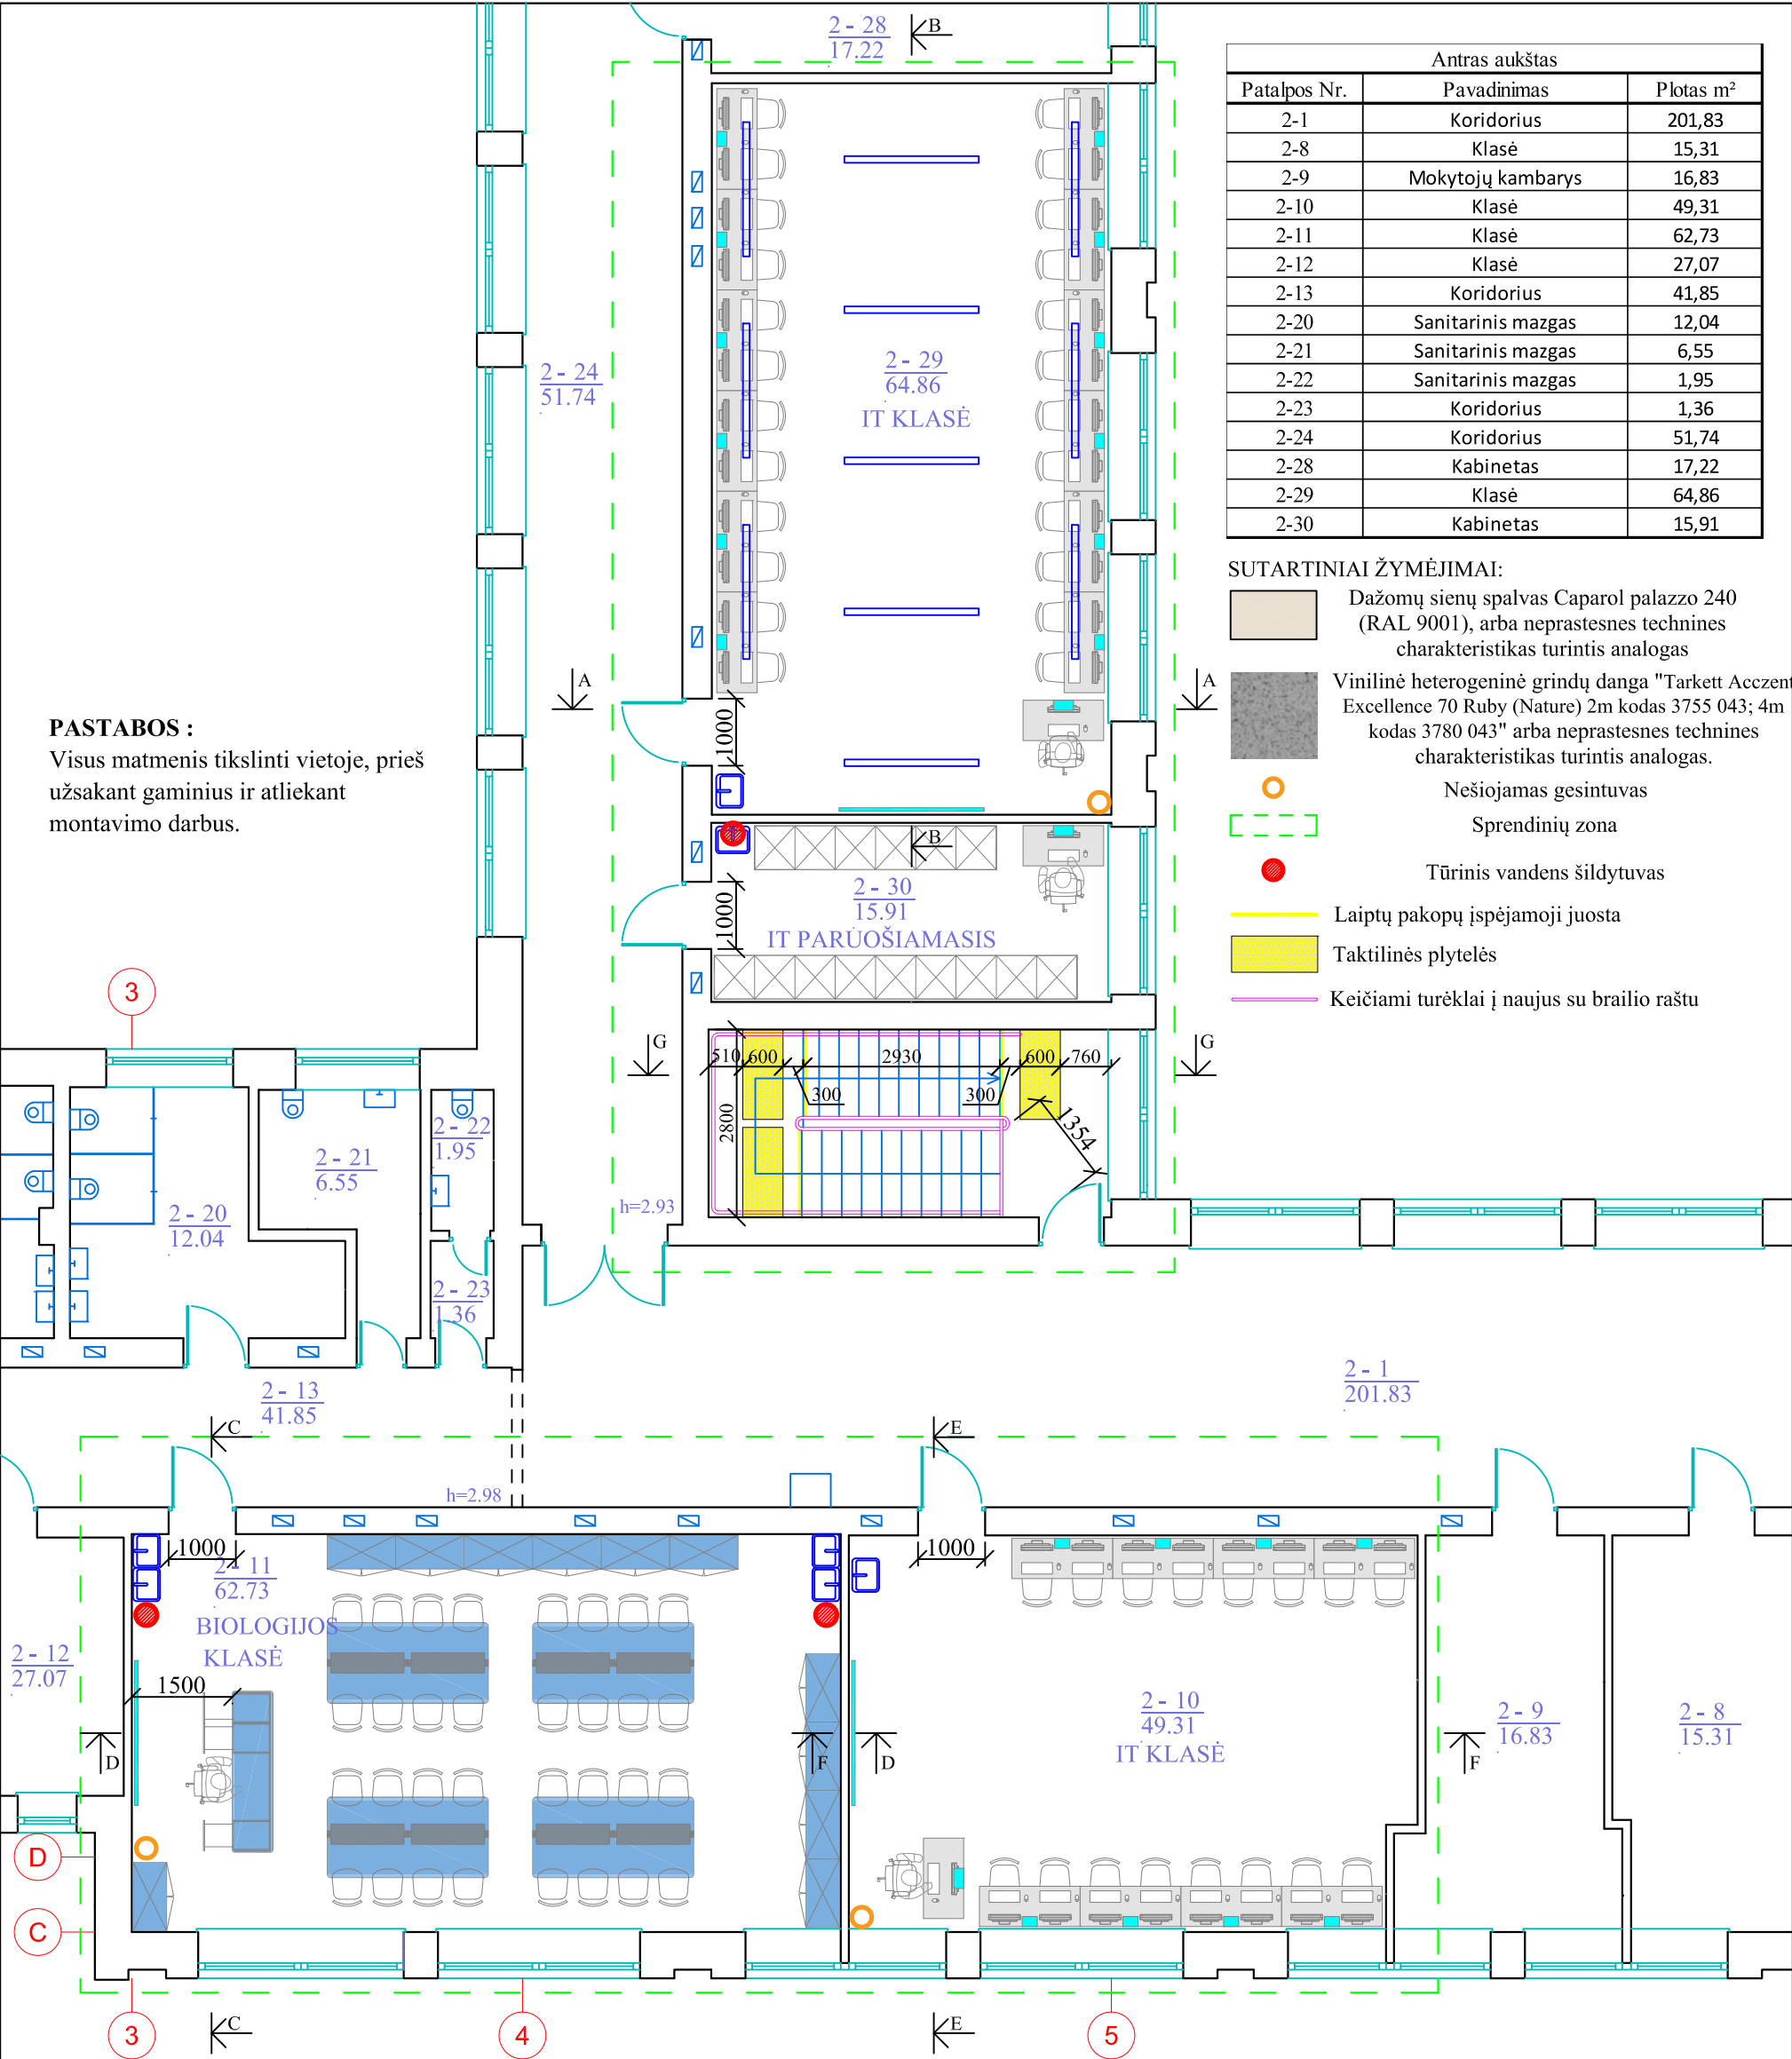 2 - 28
17.22
B
Antras aukštas
Patalpos Nr. Pavadinimas Plotas m²
2-1 Koridorius 201,83
2-8 Klasė 15,31
2-9 Mokytojų kambarys 16,83
2-10 Klasė 49,31
2-11 Klasė 62,73
2-12 Klasė 27,07
2-13 Koridorius 41,85
2-20 Sanitarinis mazgas 12,04
2-21 Sanitarinis mazgas 6,55
2-22 Sanitarinis mazgas 1,95
2-23 Koridorius 1,36
2-24 Koridorius 51,74
2-28 Kabinetas 17,22
2-29 Klasė 64,86
2-30 Kabinetas 15,91
SUTARTINIAI ŽYMĖJIMAI:
Dažomų sienų spalvas Caparol palazzo 240
(RAL 9001), arba neprastesnes technines
charakteristikas turintis analogas
Vinilinė heterogeninė grindų danga "Tarkett Acczent
Excellence 70 Ruby (Nature) 2m kodas 3755 043; 4m
kodas 3780 043" arba neprastesnes technines
charakteristikas turintis analogas.
Nešiojamas gesintuvas
Sprendinių zona
Tūrinis vandens šildytuvas
Laiptų pakopų įspėjamoji juosta
Taktilinės plytelės
Keičiami turėklai į naujus su brailio raštu
2 - 24
51.74
2 - 29
64.86
IT KLASĖ
A
A
1000
PASTABOS :
Visus matmenis tikslinti vietoje, prieš
užsakant gaminius ir atliekant
montavimo darbus.
B
2 - 30
15.91
IT PARUOŠIAMASIS
1000
3
G
G
510 600 2930 600 760
300 300
2800
1354
h=2.93
2 - 22
1.95
2 - 21
6.55
2 - 20
12.04
2 - 23
1.36
2 - 13
41.85
2 - 1
201.83
C
E
h=2.98
1000
1000
2 - 11
62.73
BIOLOGIJOS
KLASĖ
2 - 12
27.07
1500
2 - 10
49.31
IT KLASĖ
2 - 9
16.83
2 - 8
15.31
D
F
D
F
D
C
3
C
4
E
5